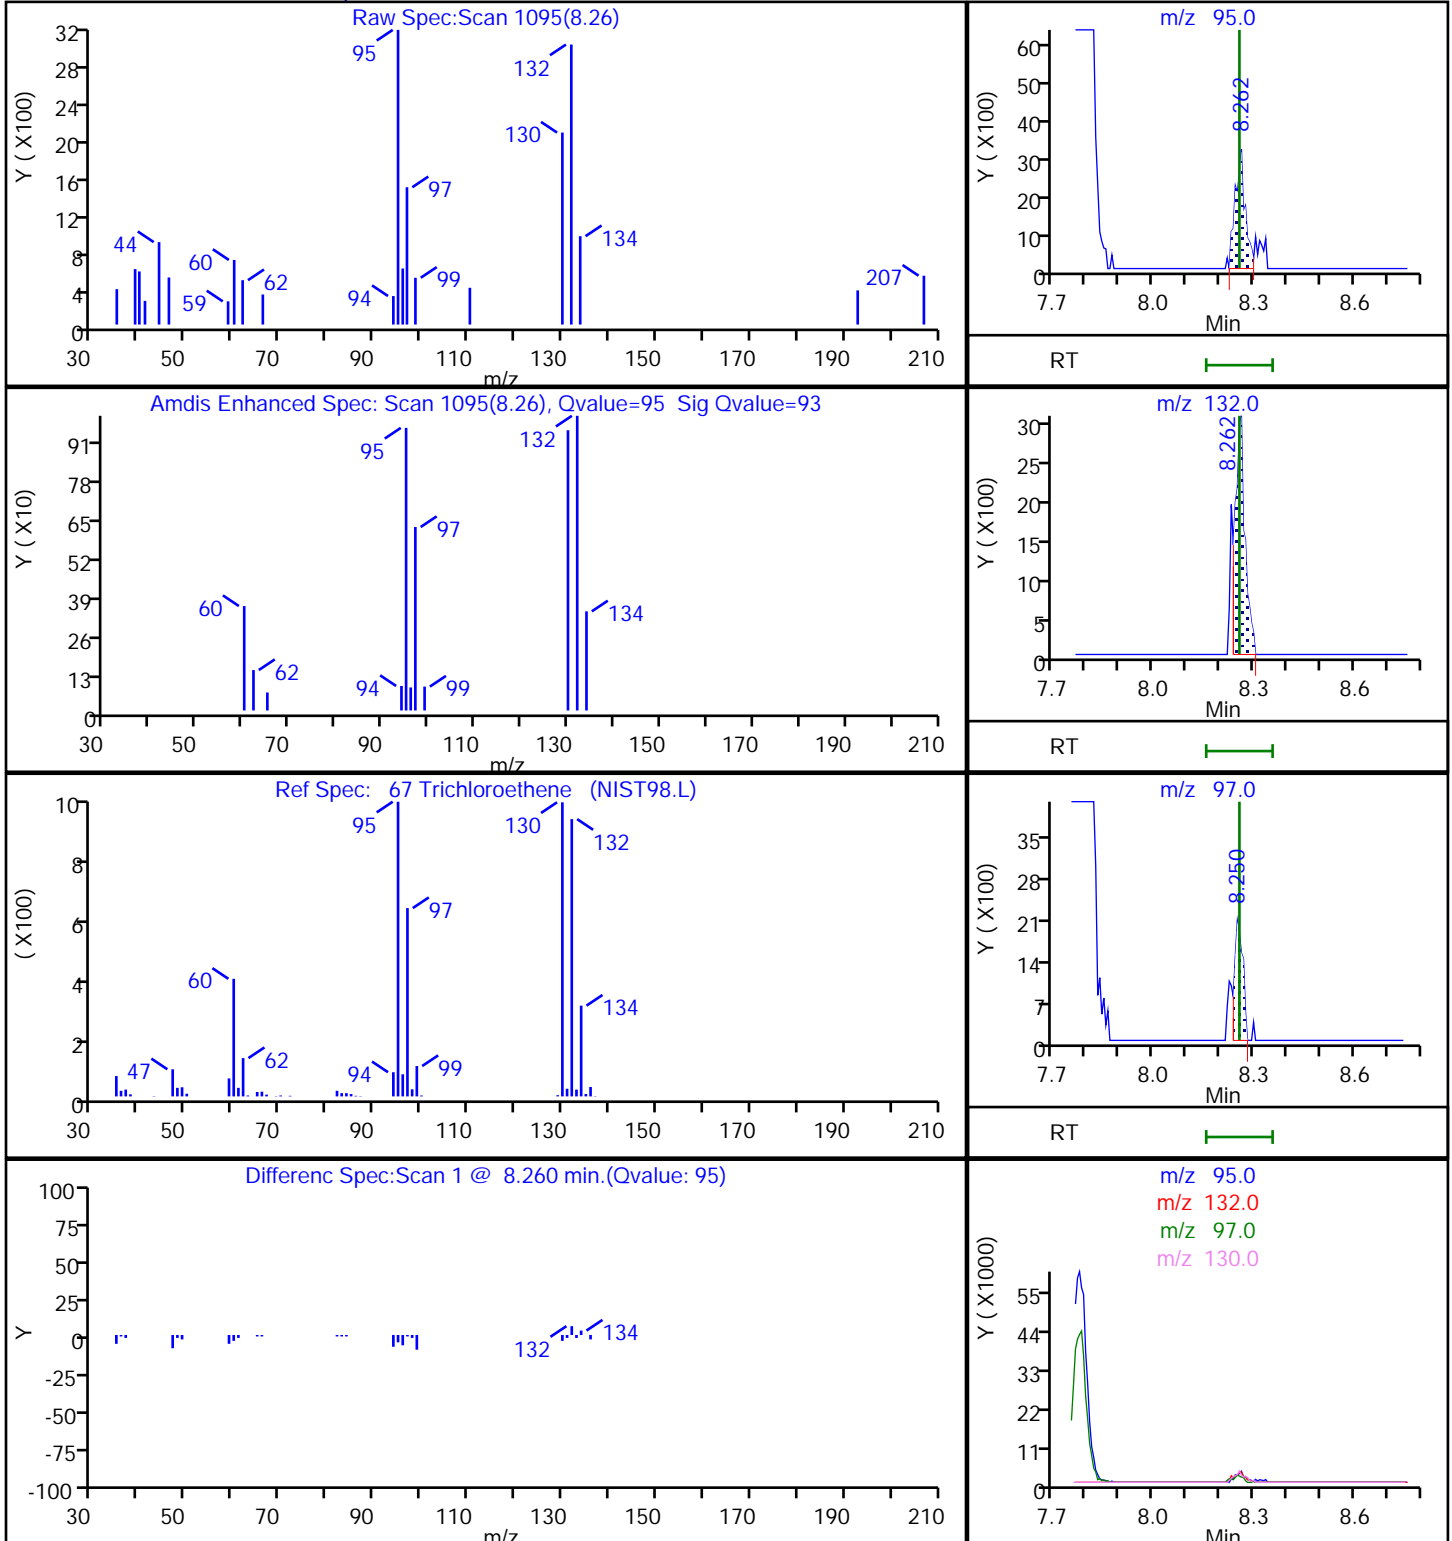 Raw Spec:Scan 1095(8.26)
Y ( X100)
32
28
24
20
16
12
8
4
0
95
132
130
97
134
44
60
62
59
94
99
207
30 50 70 90 110 130 150 170 190 210
m/z
m/z 95.0
Y ( X100)
60
50
40
30
20
10
0
8.262
7.7 8.0 8.3 8.6
Min
RT
Amdis Enhanced Spec: Scan 1095(8.26), Qvalue=95 Sig Qvalue=93
Y ( X10)
91
78
65
52
39
26
13
0
95
132
97
60
134
62
94
99
30 50 70 90 110 130 150 170 190 210
m/z
m/z 132.0
Y ( X100)
30
25
20
15
10
5
0
8.262
7.7 8.0 8.3 8.6
Min
RT
Ref Spec: 67 Trichloroethene (NIST98.L)
( X100)
10
8
6
4
2
0
95
130
132
97
60
134
47
62
94
99
30 50 70 90 110 130 150 170 190 210
m/z 97.0
Y ( X100)
35
28
21
14
7
0
8.250
7.7 8.0 8.3 8.6
Min
RT
Differenc Spec:Scan 1 @ 8.260 min.(Qvalue: 95)
Y
100
75
50
25
0
-25
-50
-75
-100
132
134
30 50 70 90 110 130 150 170 190 210
m/z
m/z 95.0
m/z 132.0
m/z 97.0
m/z 130.0
Y ( X1000)
55
44
33
22
11
0
7.7 8.0 8.3 8.6
Min